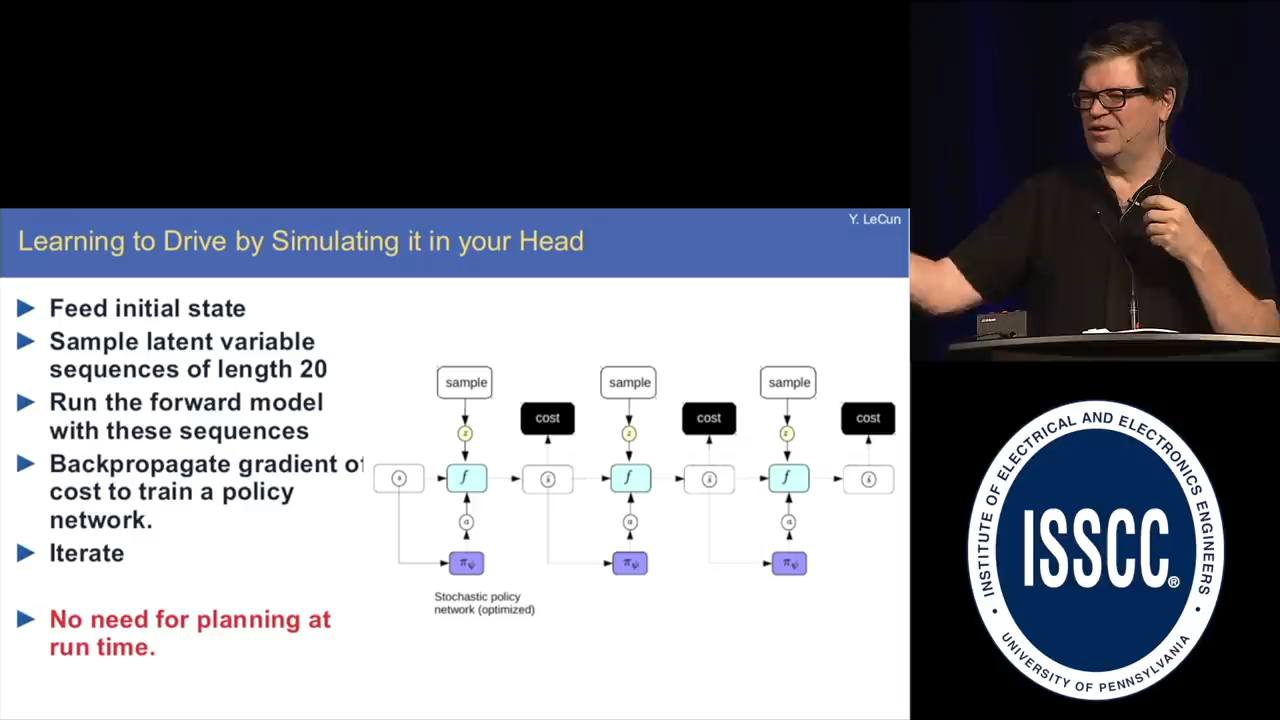 Y. LeCun
Learning to Drive by Simulating it in your Head
Feed initial state
Sample latent variable
sequences of length 20
Run the forward model
with these sequences
Backpropagate gradient of
cost to train a policy
network.
Iterate
No need for planning at
run time.
sample
sample
sample
cost
cost
cost
z
z
z
s
f
ŝ
f
ŝ
f
ŝ
a
a
a
πψ
πψ
πψ
Stochastic policy
network (optimized)
INSTITUTE OF ELECTRICAL AND ELECTRONICS ENGINEERS
ISSCC®
UNIVERSITY OF PENNSYLVANIA